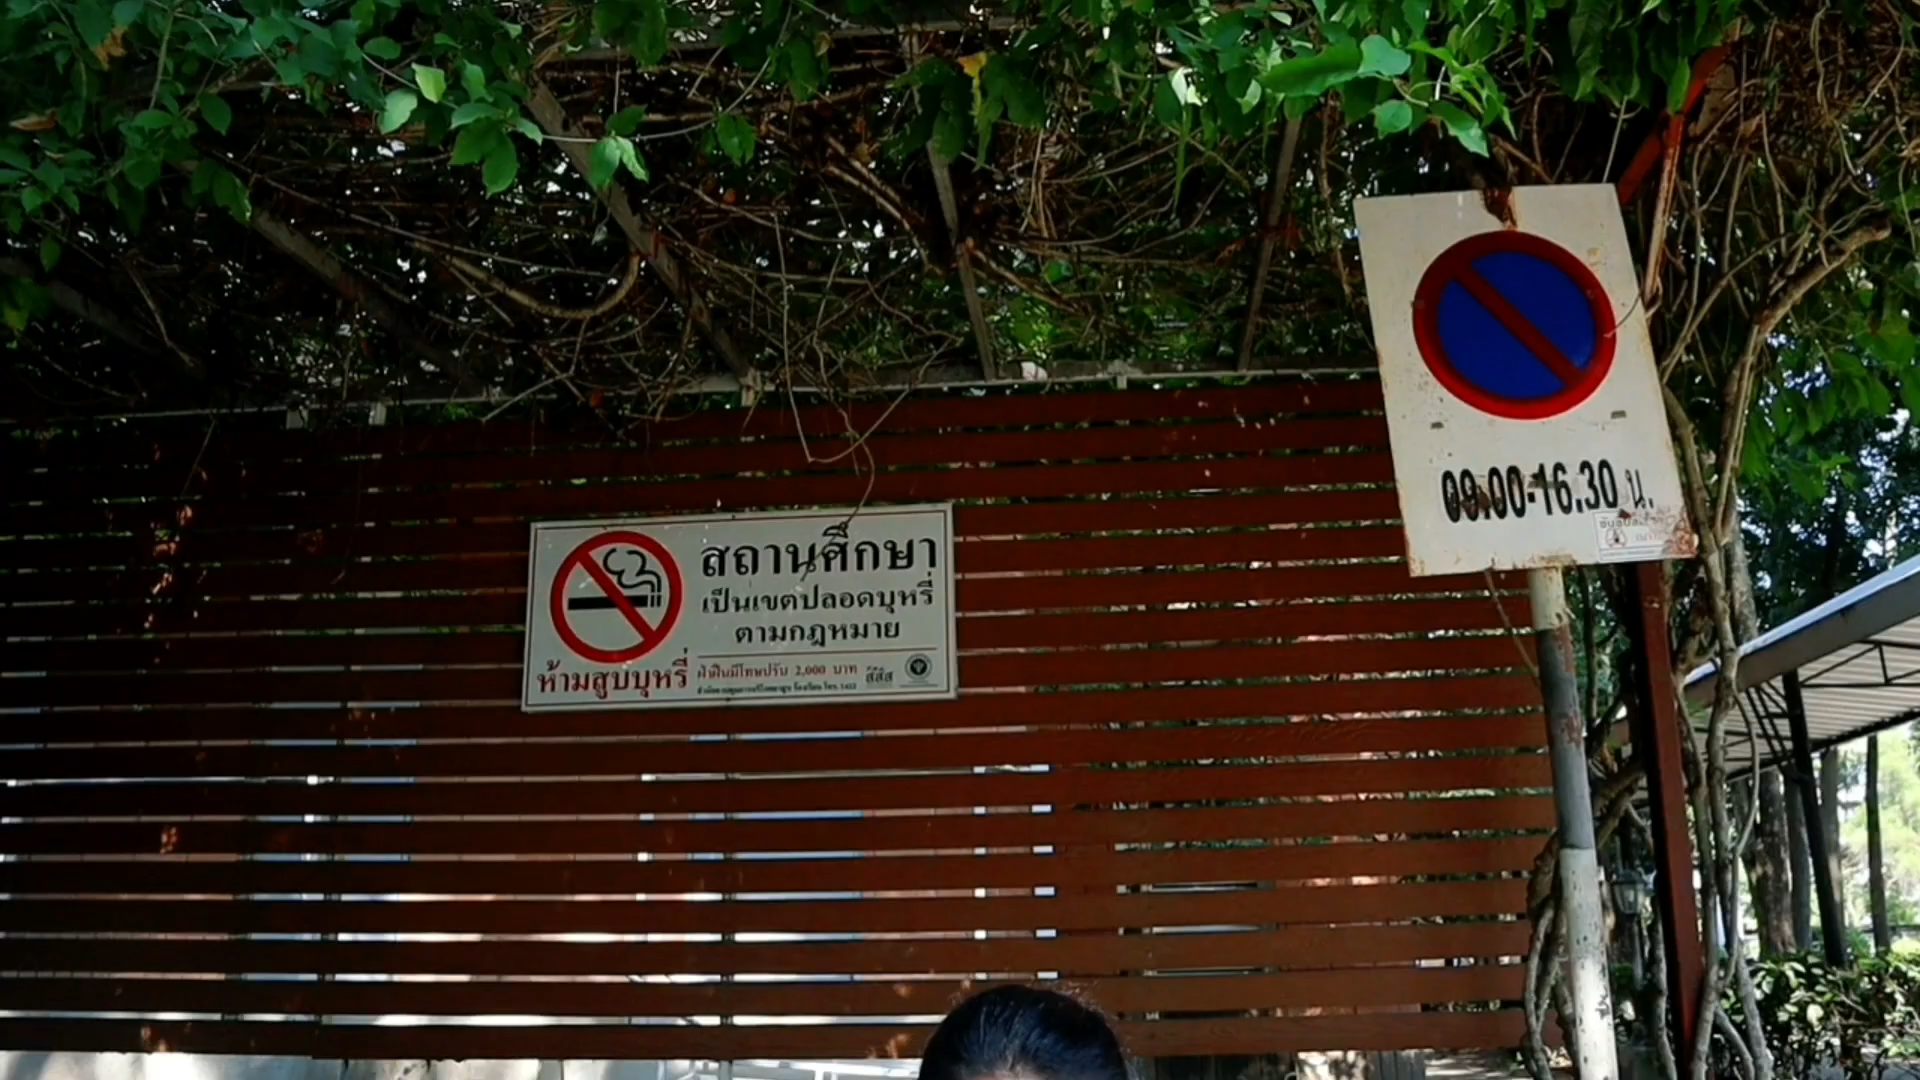 สถานศึกษา
เป็นเขตปลอดบุหรี่
ตามกฎหมาย
ห้ามสูบบุหรี่
ฝ่าฝืนมีโทษปรับ 2,000 บาท
สสส
09.00-16.30 น.